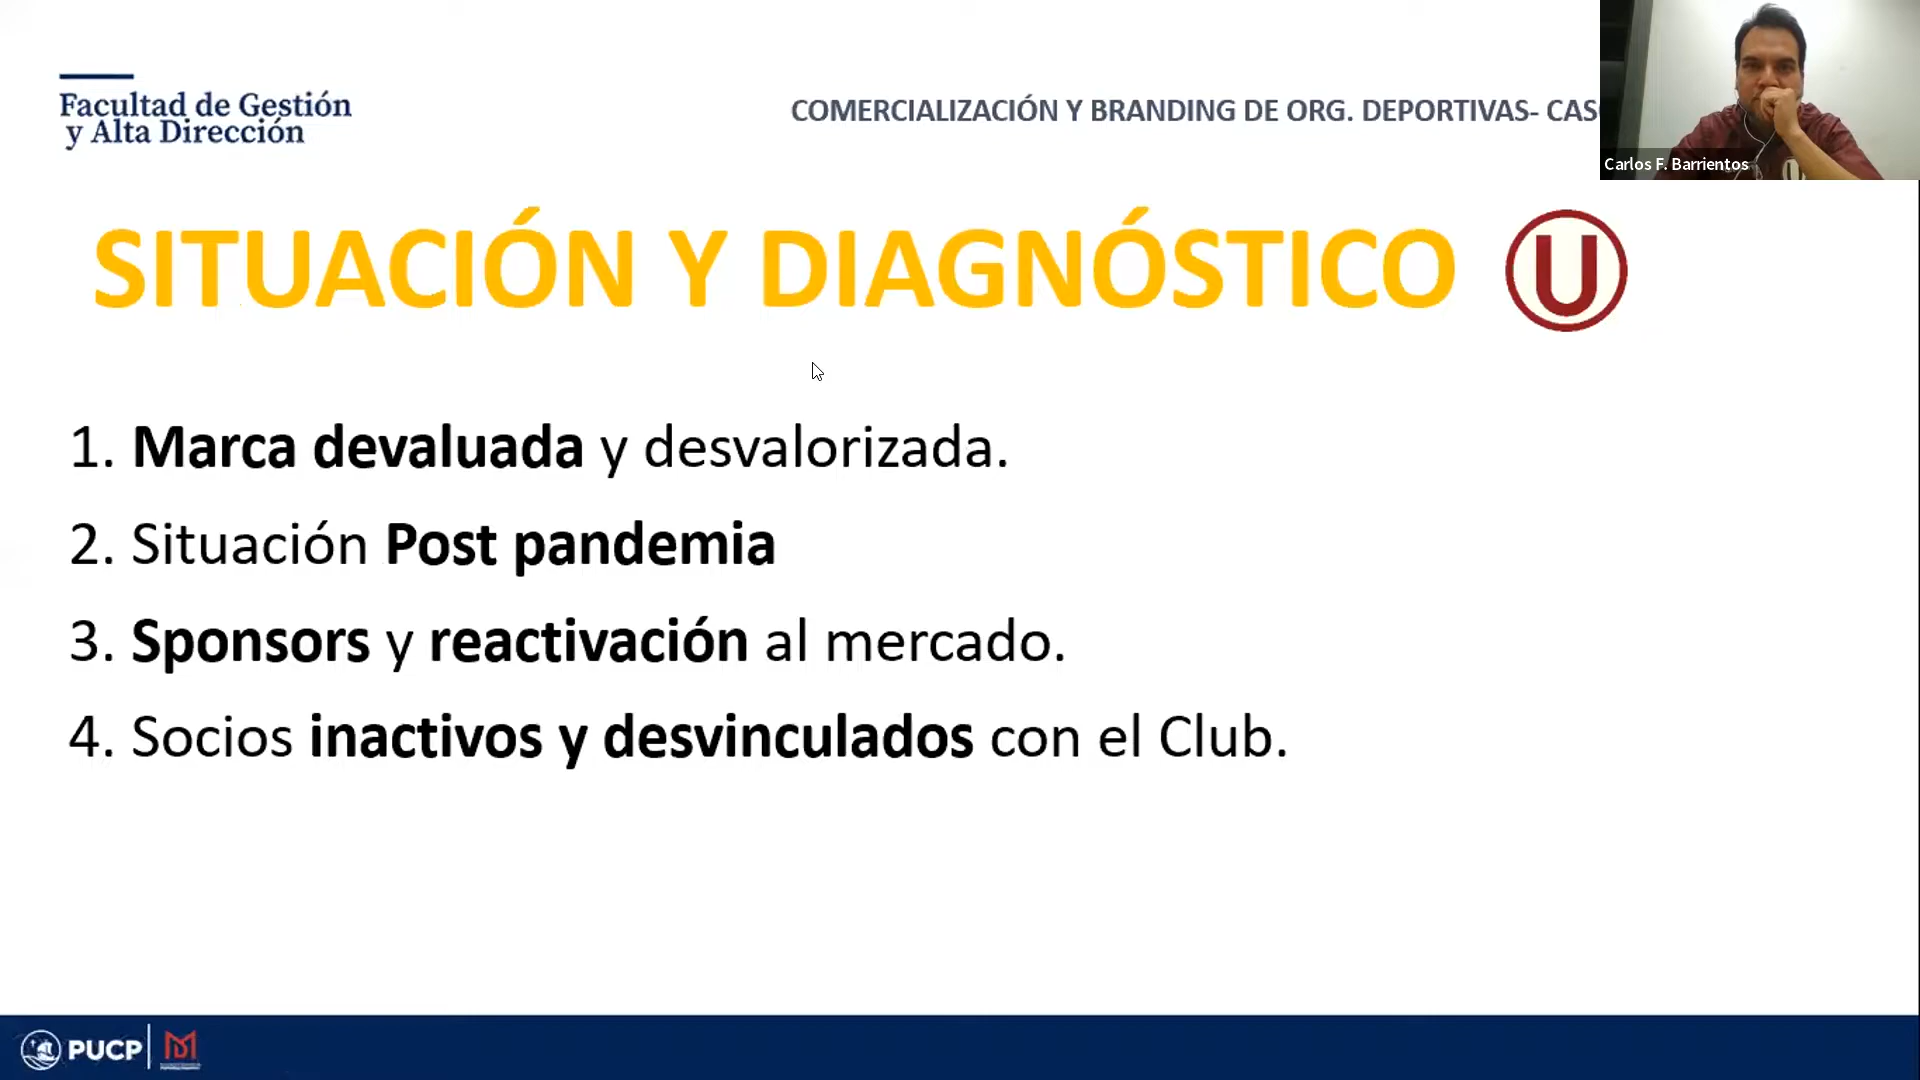 Facultad de Gestión
y Alta Dirección
COMERCIALIZACIÓN Y BRANDING DE ORG. DEPORTIVAS- CAS
Carlos F. Barrientos
SITUACIÓN Y DIAGNÓSTICO
U
1. Marca devaluada y desvalorizada.
2. Situación Post pandemia
3. Sponsors y reactivación al mercado.
4. Socios inactivos y desvinculados con el Club.
PUCP